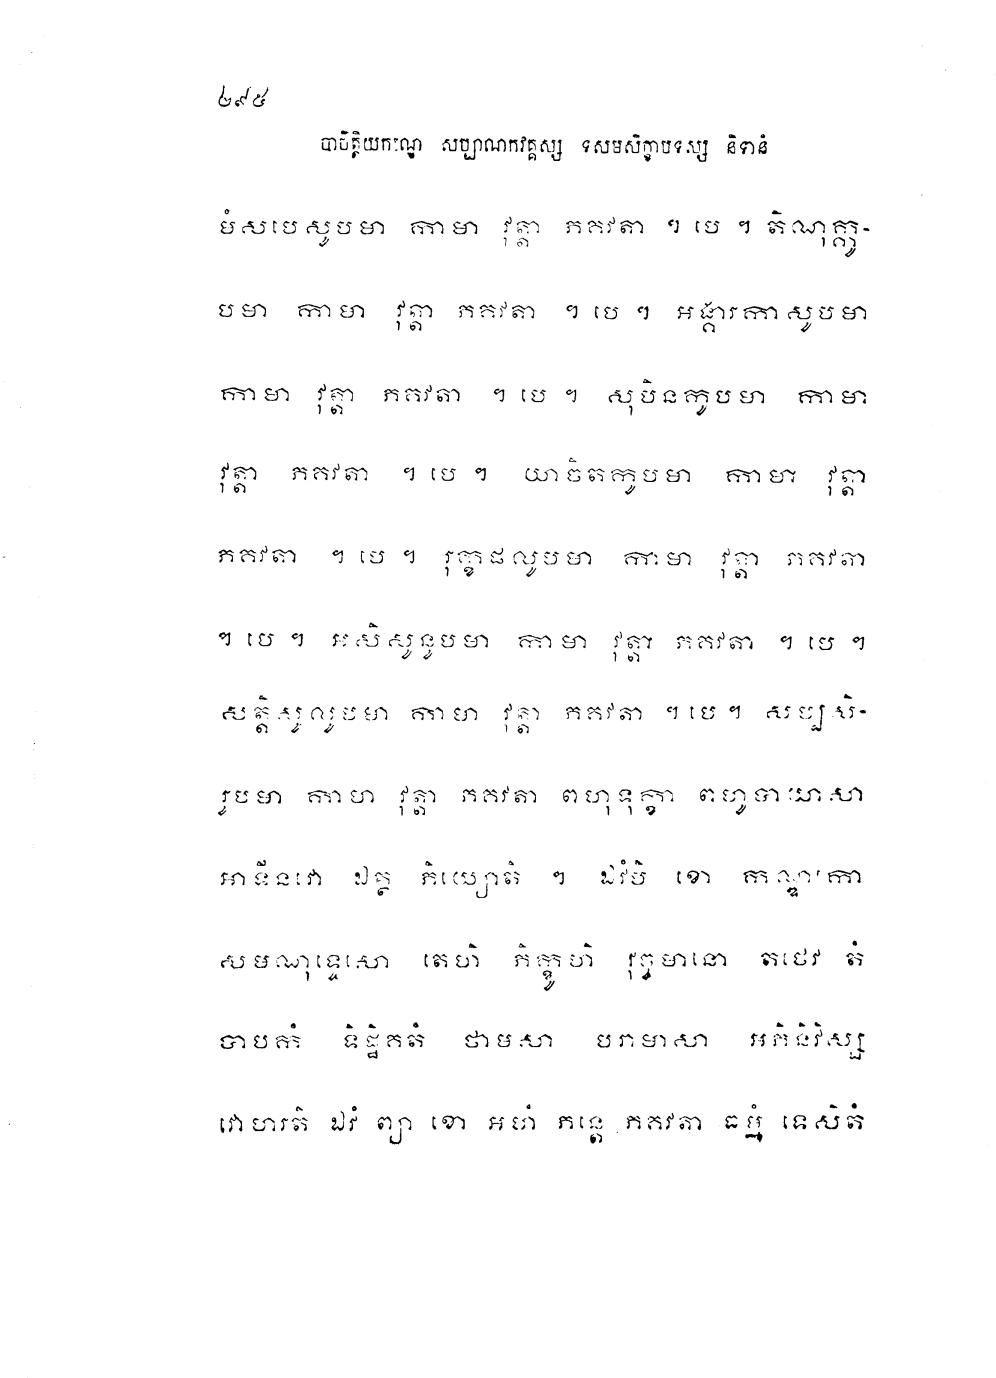 ៤៩៥
បាចិត្តិយកណ្ឌេ សប្បាណកវគ្គស្ស ទសមសិក្ខាបទស្ស និទានំ
មំសបេសូបមា កាមា វុត្តា ភគវតា ។ បេ ។ តិណុក្កូ-
បមា កាមា វុត្តា ភគវតា ។ បេ ។ អង្គារកាសូបមា
កាមា វុត្តា ភគវតា ។ បេ ។ សុបិនកូបមា កាមា
វុត្តា ភគវតា ។ បេ ។ យាចិតកូបមា កាមា វុត្តា
ភគវតា ។ បេ ។ រុក្ខផលូបមា កាមា វុត្តា ភគវតា
។ បេ ។ អសិសូនូបមា កាមា វុត្តា ភគវតា ។ បេ ។
សត្តិសូលូបមា កាមា វុត្តា ភគវតា ។ បេ ។ សប្បសិ-
រូបមា កាមា វុត្តា ភគវតា ពហុទុក្ខា ពហូបាយាសា
អាទីនវោ ឯត្ថ ភិយ្យោតិ ។ ឯវំបិ ខោ កណ្ឌកោ
សមណុទ្ទេសោ តេហិ ភិក្ខូហិ វុច្ចមានោ តថេវ តំ
បាបកំ ទិដ្ឋិគតំ ថាមសា បរាមាសា អភិនិវិស្ស
វោហរតិ ឯវំ ព្យា ខោ អហំ ភន្តេ ភគវតា ធម្មំ ទេសិតំ